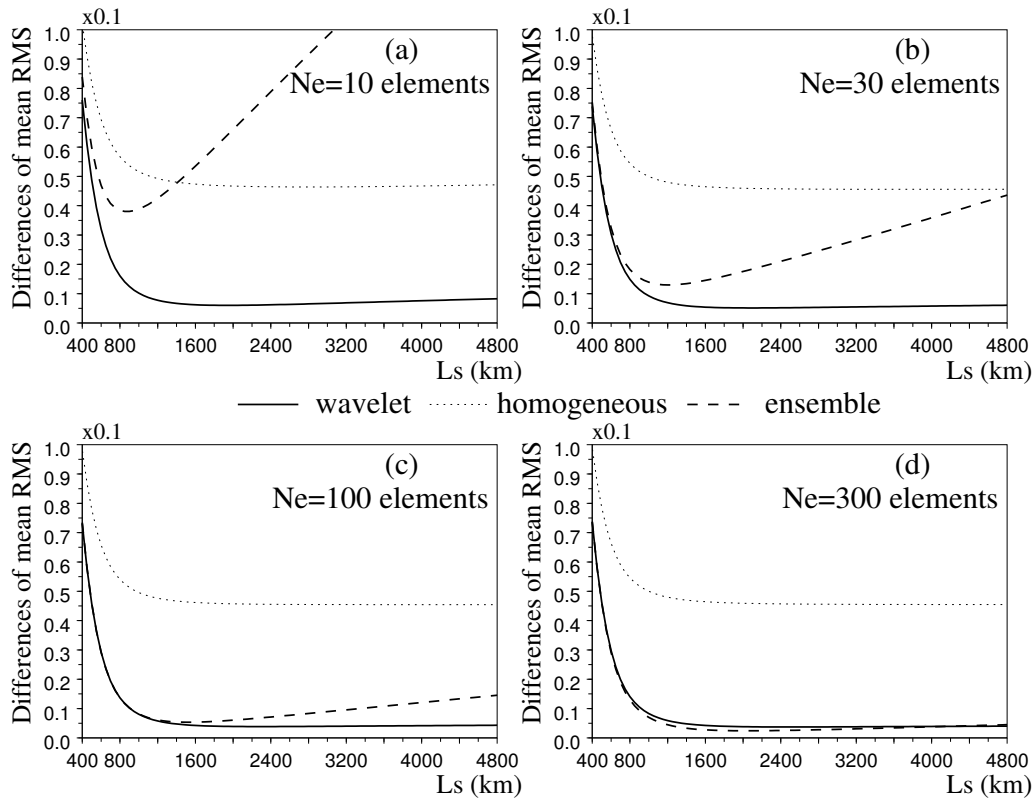 x0.1
(a)
Ne=10 elements
Differences of mean RMS
1.0
0.9
0.8
0.7
0.6
0.5
0.4
0.3
0.2
0.1
0.0
400 800 1600 2400 3200 4000 4800
Ls (km)
x0.1
(b)
Ne=30 elements
Differences of mean RMS
1.0
0.9
0.8
0.7
0.6
0.5
0.4
0.3
0.2
0.1
0.0
400 800 1600 2400 3200 4000 4800
Ls (km)
wavelet homogeneous ensemble
x0.1
(c)
Ne=100 elements
Differences of mean RMS
1.0
0.9
0.8
0.7
0.6
0.5
0.4
0.3
0.2
0.1
0.0
400 800 1600 2400 3200 4000 4800
Ls (km)
x0.1
(d)
Ne=300 elements
Differences of mean RMS
1.0
0.9
0.8
0.7
0.6
0.5
0.4
0.3
0.2
0.1
0.0
400 800 1600 2400 3200 4000 4800
Ls (km)